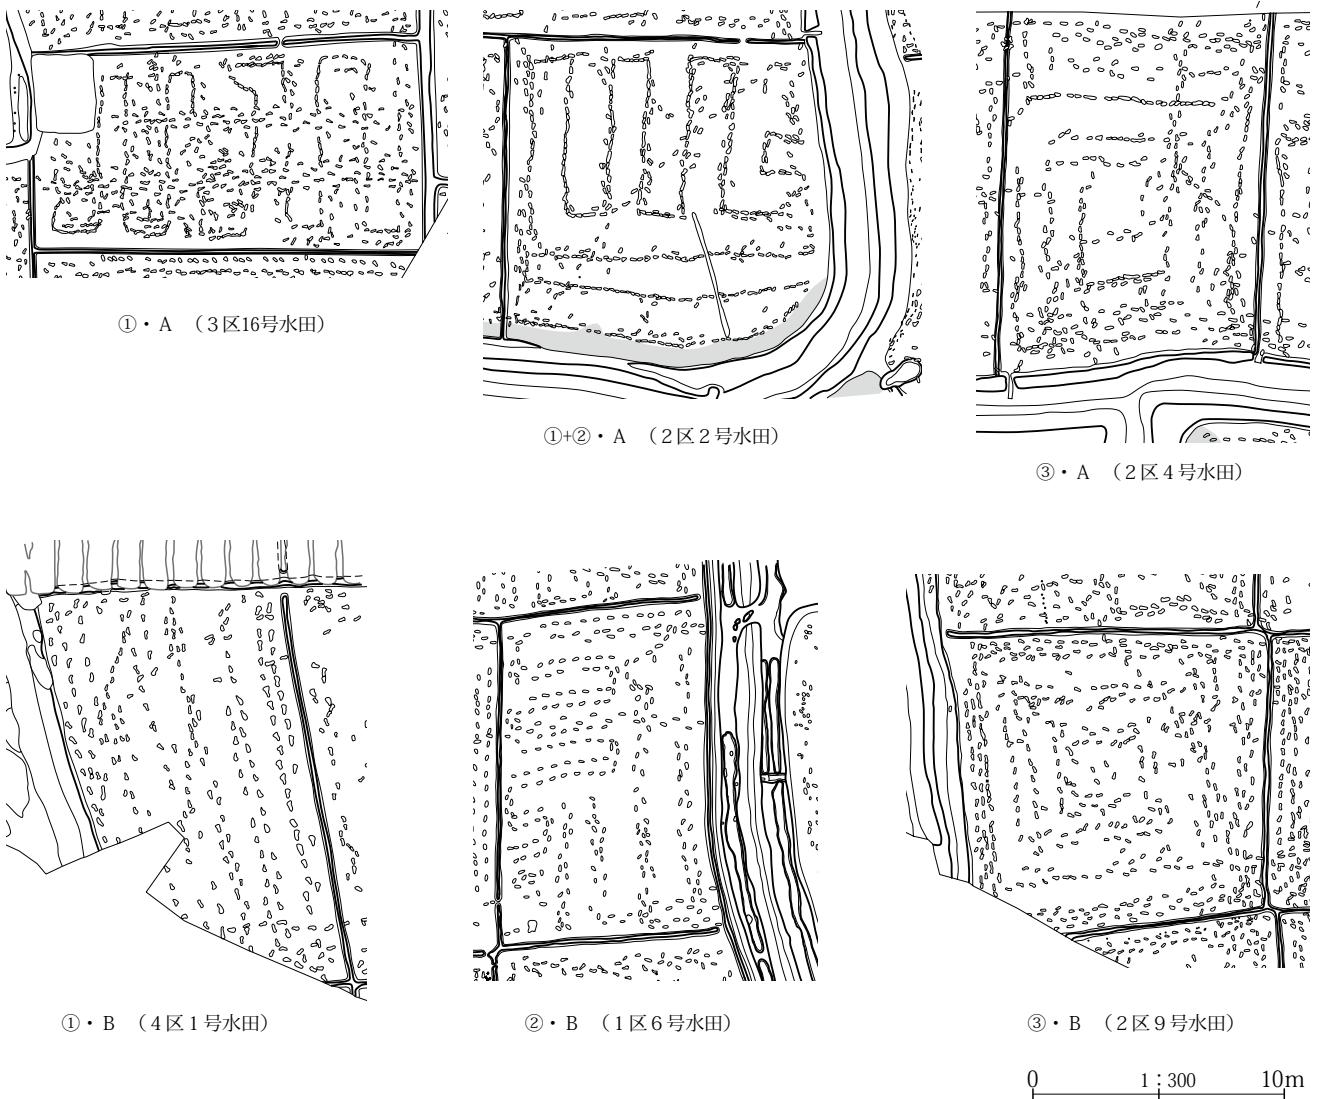 ①・A （３区16号水田）
①+②・A （２区２号水田）
③・A （２区４号水田）
①・B （４区１号水田）
②・B （１区６号水田）
③・B （２区９号水田）
0 1：300 10m